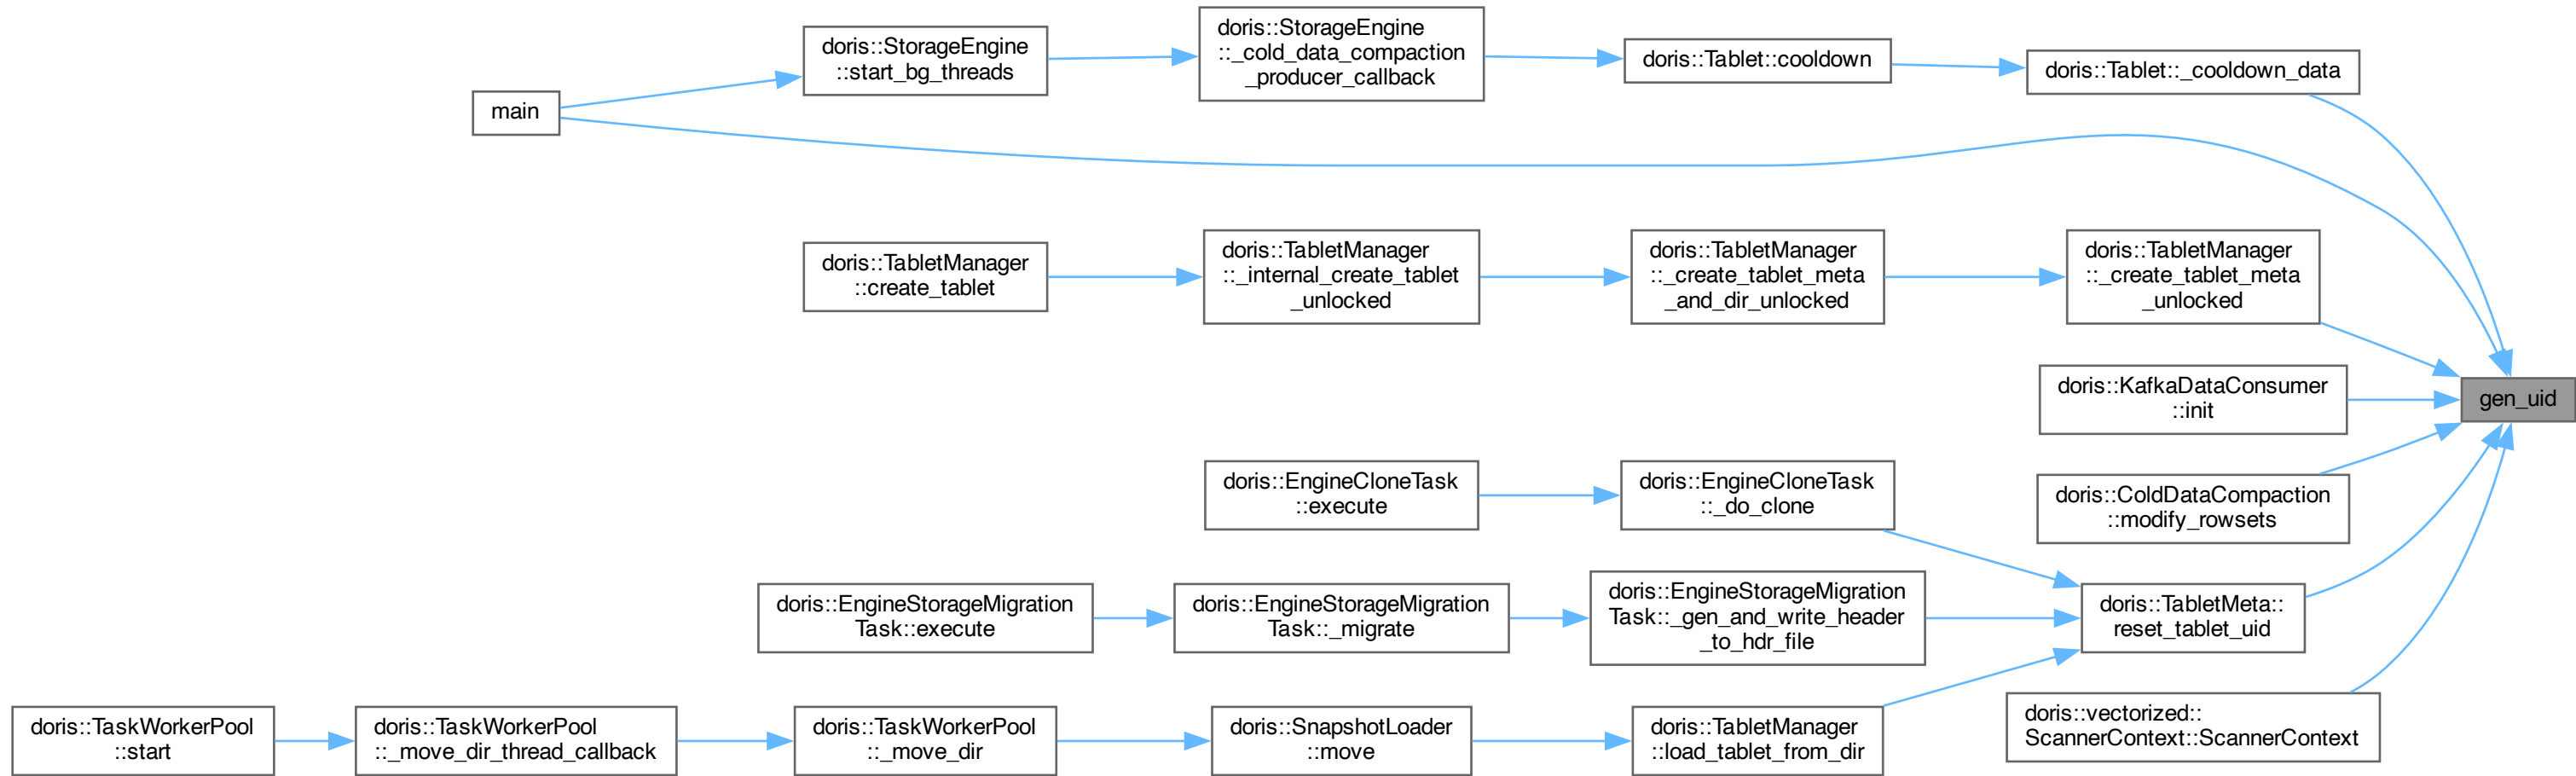 main
doris::StorageEngine
::start_bg_threads
doris::StorageEngine
::_cold_data_compaction
_producer_callback
doris::Tablet::cooldown
doris::Tablet::_cooldown_data
doris::TabletManager
::create_tablet
doris::TabletManager
::_internal_create_tablet
_unlocked
doris::TabletManager
::_create_tablet_meta
_and_dir_unlocked
doris::TabletManager
::_create_tablet_meta
_unlocked
doris::KafkaDataConsumer
::init
gen_uid
doris::EngineCloneTask
::execute
doris::EngineCloneTask
::_do_clone
doris::ColdDataCompaction
::modify_rowsets
doris::EngineStorageMigration
Task::execute
doris::EngineStorageMigration
Task::_migrate
doris::EngineStorageMigration
Task::_gen_and_write_header
_to_hdr_file
doris::TabletMeta::
reset_tablet_uid
doris::TaskWorkerPool
::start
doris::TaskWorkerPool
::_move_dir_thread_callback
doris::TaskWorkerPool
::_move_dir
doris::SnapshotLoader
::move
doris::TabletManager
::load_tablet_from_dir
doris::vectorized::
ScannerContext::ScannerContext